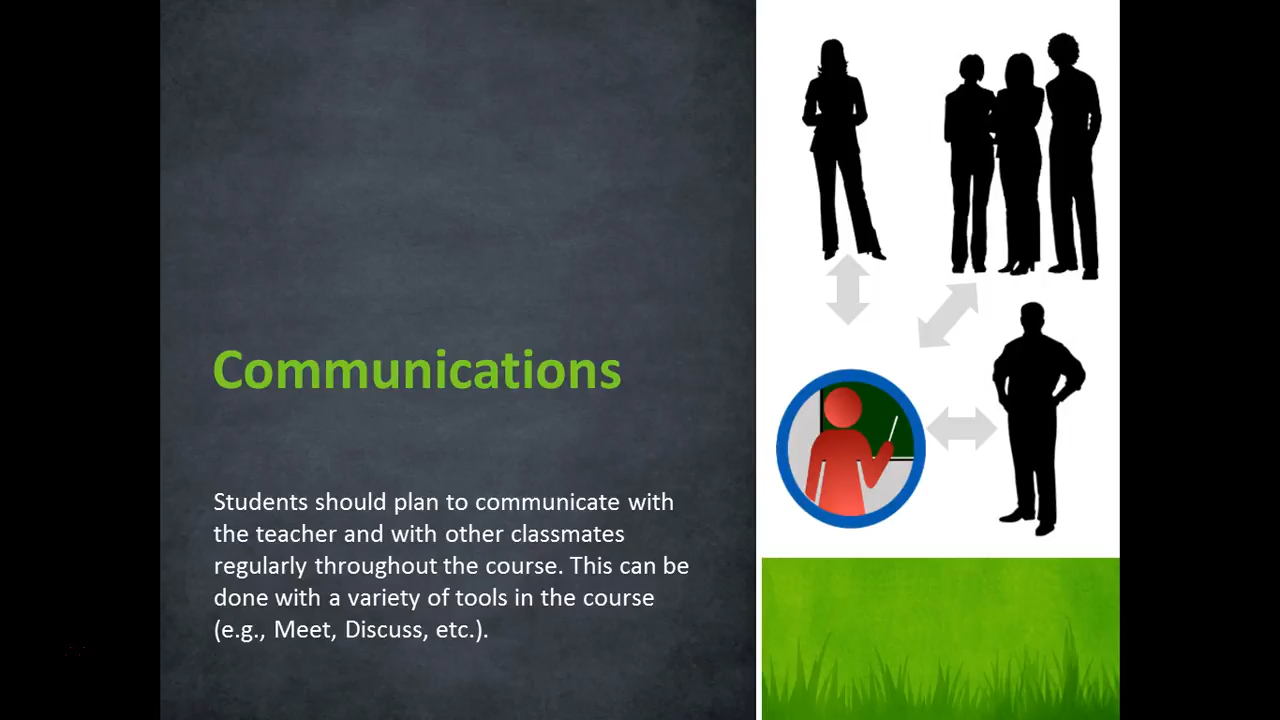 Communications
Students should plan to communicate with
the teacher and with other classmates
regularly throughout the course. This can be
done with a variety of tools in the course
(e.g., Meet, Discuss, etc.).